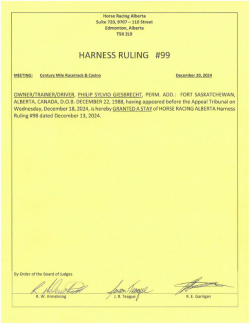 Horse Racing Alberta
Suite 720, 9707 – 110 Street
Edmonton, Alberta
T5K 2L9
HARNESS RULING #99
MEETING: Century Mile Racetrack & Casino December 20, 2024
OWNER/TRAINER/DRIVER, PHILIP SYLVIO GIESBRECHT, PERM. ADD.: FORT SASKATCHEWAN,
ALBERTA, CANADA, D.O.B. DECEMBER 22, 1988, having appeared before the Appeal Tribunal on
Wednesday, December 18, 2024, is hereby GRANTED A STAY of HORSE RACING ALBERTA Harness
Ruling #98 dated December 13, 2024.
By Order of the Board of Judges
R. W. Armstrong J. R. Teague R. E. Garrigan